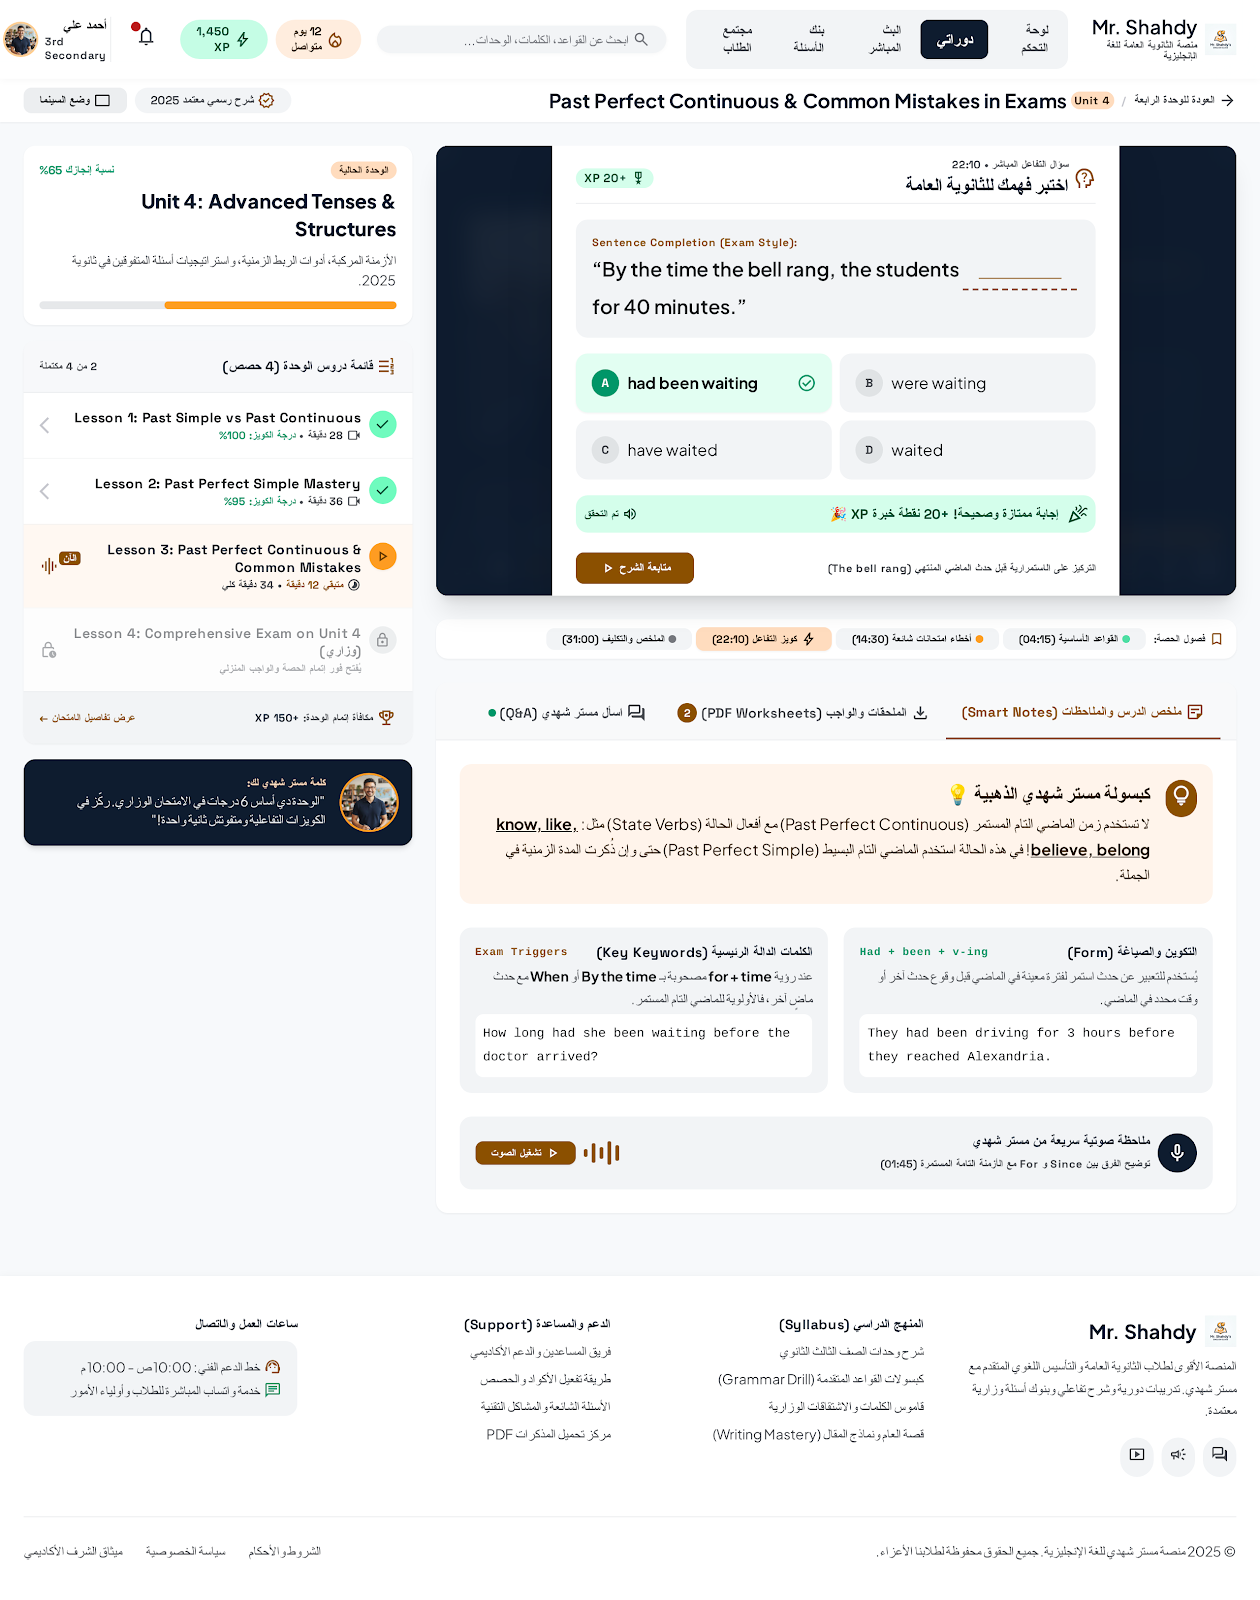 Mr. Shahdy
منصة الثانوية العامة للغة
الإنجليزية
لوحة
التحكم
دوراتي
البث
المباشر
بنك
الأسئلة
مجتمع
الطلاب
ابحث عن القواعد، الكلمات، الوحدات...
12 يوم
متواصل
1,450
XP
أحمد علي
3rd
Secondary
العودة للوحدة الرابعة
/
Unit 4
Past Perfect Continuous & Common Mistakes in Exams
شرح رسمي معتمد 2025
وضع السينما
سؤال التفاعل المباشر • 22:10
اختبر فهمك للثانوية العامة
+20 XP
Sentence Completion (Exam Style):
“By the time the bell rang, the students ________
for 40 minutes.”
A had been waiting
B were waiting
C have waited
D waited
إجابة ممتازة وصحيحة! +20 نقطة خبرة XP 🎉
تم التحقق
التركيز على الاستمرارية قبل حدث الماضي المنتهي (The bell rang)
متابعة الشرح
فصول الحصة:
القواعد الأساسية (04:15)
أخطاء امتحانات شائعة (14:30)
كويز التفاعل (22:10)
الملخص والتكليف (31:00)
ملخص الدرس والملاحظات (Smart Notes)
الملحقات والواجب (PDF Worksheets) 2
اسأل مستر شهدي (Q&A)
كبسولة مستر شهدي الذهبية 💡
لا تستخدم زمن الماضي التام المستمر (Past Perfect Continuous) مع أفعال الحالة (State Verbs) مثل: know, like,
believe, belong! في هذه الحالة استخدم الماضي التام البسيط (Past Perfect Simple) حتى وإن ذُكرت المدة الزمنية في
الجملة.
التكوين والصياغة (Form)
Had + been + v-ing
يُستخدم للتعبير عن حدث استمر لفترة معينة في الماضي قبل وقوع حدث آخر أو
وقت محدد في الماضي.
They had been driving for 3 hours before
they reached Alexandria.
الكلمات الدالة الرئيسية (Key Keywords)
Exam Triggers
عند رؤية for + time مصحوبة بـ By the time أو When مع حدث
ماضٍ آخر، فالأولوية للماضي التام المستمر.
How long had she been waiting before the
doctor arrived?
ملاحظة صوتية سريعة من مستر شهدي
توضيح الفرق بين Since و For مع الأزمنة التامة المستمرة (01:45)
تشغيل الصوت
الوحدة الحالية
نسبة إنجازك 65%
Unit 4: Advanced Tenses &
Structures
الأزمنة المركبة، أدوات الربط الزمنية، واستراتيجيات أسئلة المتفوقين في ثانوية
2025.
قائمة دروس الوحدة (4 حصص)
2 من 4 مكتملة
Lesson 1: Past Simple vs Past Continuous
28 دقيقة • درجة الكويز: 100%
Lesson 2: Past Perfect Simple Mastery
36 دقيقة • درجة الكويز: 95%
Lesson 3: Past Perfect Continuous &
Common Mistakes
الآن
متبقي 12 دقيقة • 34 دقيقة كلي
Lesson 4: Comprehensive Exam on Unit 4
(وزاري)
يُفتح فور إتمام الحصة والواجب المنزلي
مكافأة إتمام الوحدة: +150 XP
عرض تفاصيل الامتحان ←
كلمة مستر شهدي لك:
"الوحدة دي أساس 6 درجات في الامتحان الوزاري. ركّز في
الكويزات التفاعلية ومتفوتش ثانية واحدة!"
Mr. Shahdy
المنصة الأقوى لطلاب الثانوية العامة والتأسيس اللغوي المتقدم مع
مستر شهدي. تدريبات دورية وشرح تفاعلي وبنوك أسئلة وزارية
معتمدة.
المنهج الدراسي (Syllabus)
شرح وحدات الصف الثالث الثانوي
كبسولات القواعد المتقدمة (Grammar Drill)
قاموس الكلمات والاشتقاقات الوزارية
قصة العام ونماذج المقال (Writing Mastery)
الدعم والمساعدة (Support)
فريق المساعدين والدعم الأكاديمي
طريقة تفعيل الأكواد والحصص
الأسئلة الشائعة والمشاكل التقنية
مركز تحميل المذكرات PDF
ساعات العمل والاتصال
خط الدعم الفني: 10:00 ص - 10:00 م
خدمة واتساب المباشرة للطلاب وأولياء الأمور
© 2025 منصة مستر شهدي للغة الإنجليزية. جميع الحقوق محفوظة لطلابنا الأعزاء.
الشروط والأحكام
سياسة الخصوصية
ميثاق الشرف الأكاديمي